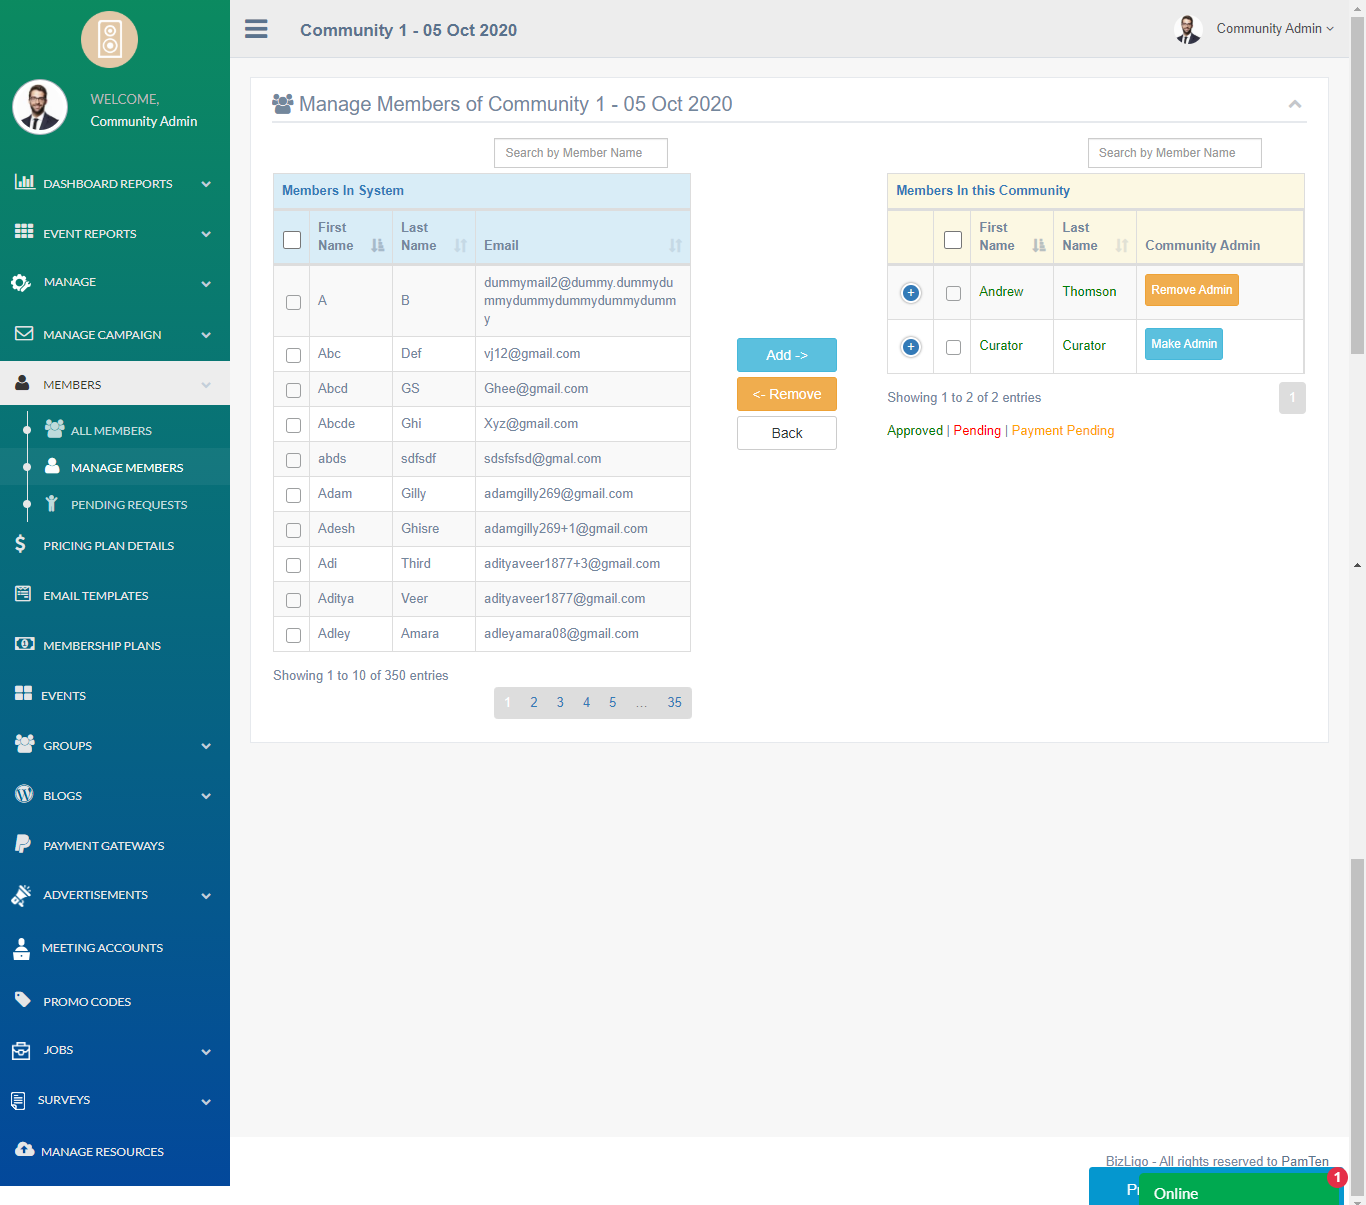 Community 1 - 05 Oct 2020
Community Admin
WELCOME,
Community Admin
DASHBOARD REPORTS
EVENT REPORTS
MANAGE
MANAGE CAMPAIGN
MEMBERS
ALL MEMBERS
MANAGE MEMBERS
PENDING REQUESTS
PRICING PLAN DETAILS
EMAIL TEMPLATES
MEMBERSHIP PLANS
EVENTS
GROUPS
BLOGS
PAYMENT GATEWAYS
ADVERTISEMENTS
MEETING ACCOUNTS
PROMO CODES
JOBS
SURVEYS
MANAGE RESOURCES
Manage Members of Community 1 - 05 Oct 2020
Search by Member Name
Members In System
First Name Last Name Email
A B dummymail2@dummy.dummydu
mmydummydummydummydumm
y
Abc Def vj12@gmail.com
Abcd GS Ghee@gmail.com
Abcde Ghi Xyz@gmail.com
abds sdfsdf sdsfsfsd@gmal.com
Adam Gilly adamgilly269@gmail.com
Adesh Ghisre adamgilly269+1@gmail.com
Adi Third adityaveer1877+3@gmail.com
Aditya Veer adityaveer1877@gmail.com
Adley Amara adleyamara08@gmail.com
Showing 1 to 10 of 350 entries
1 2 3 4 5 ... 35
Add ->
<- Remove
Back
Search by Member Name
Members In this Community
First Name Last Name Community Admin
Andrew Thomson Remove Admin
Curator Curator Make Admin
Showing 1 to 2 of 2 entries
1
Approved | Pending | Payment Pending
BizLigo - All rights reserved to PamTen
Online
1